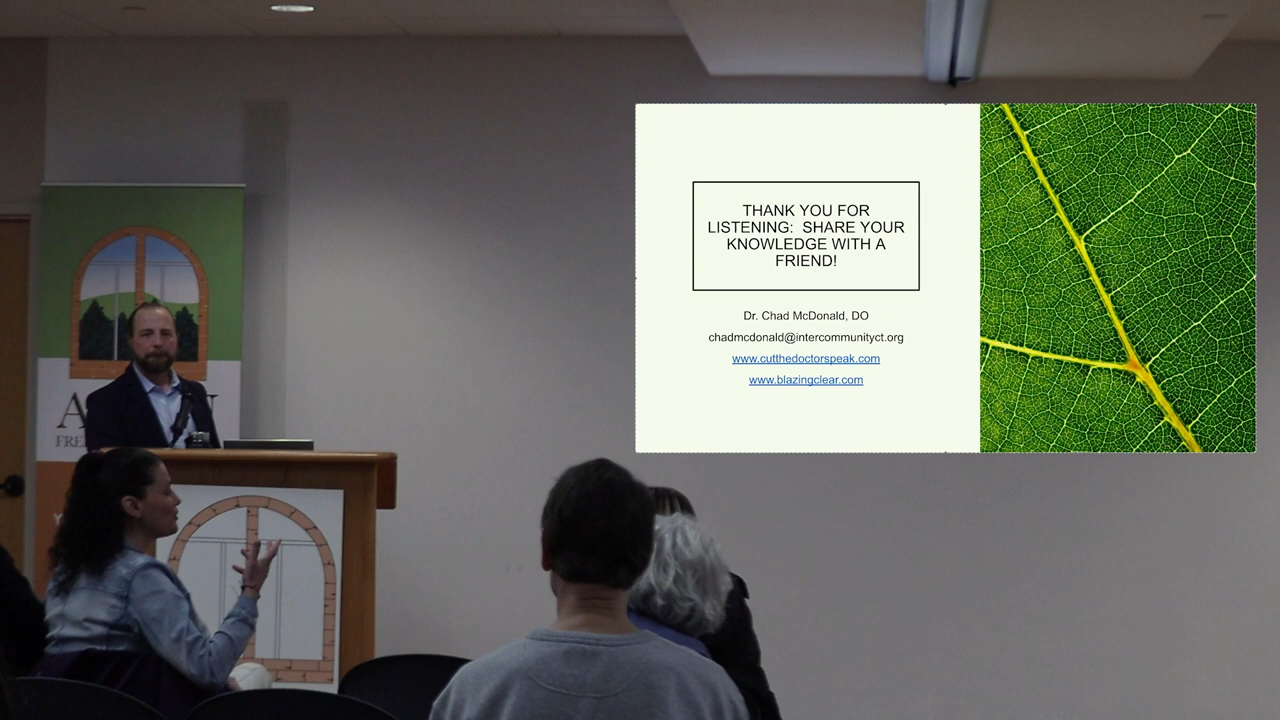 THANK YOU FOR
LISTENING:  SHARE YOUR
KNOWLEDGE WITH A
FRIEND!
Dr. Chad McDonald, DO
chadmcdonald@intercommunityct.org
www.cutthedoctorspeak.com
www.blazingclear.com